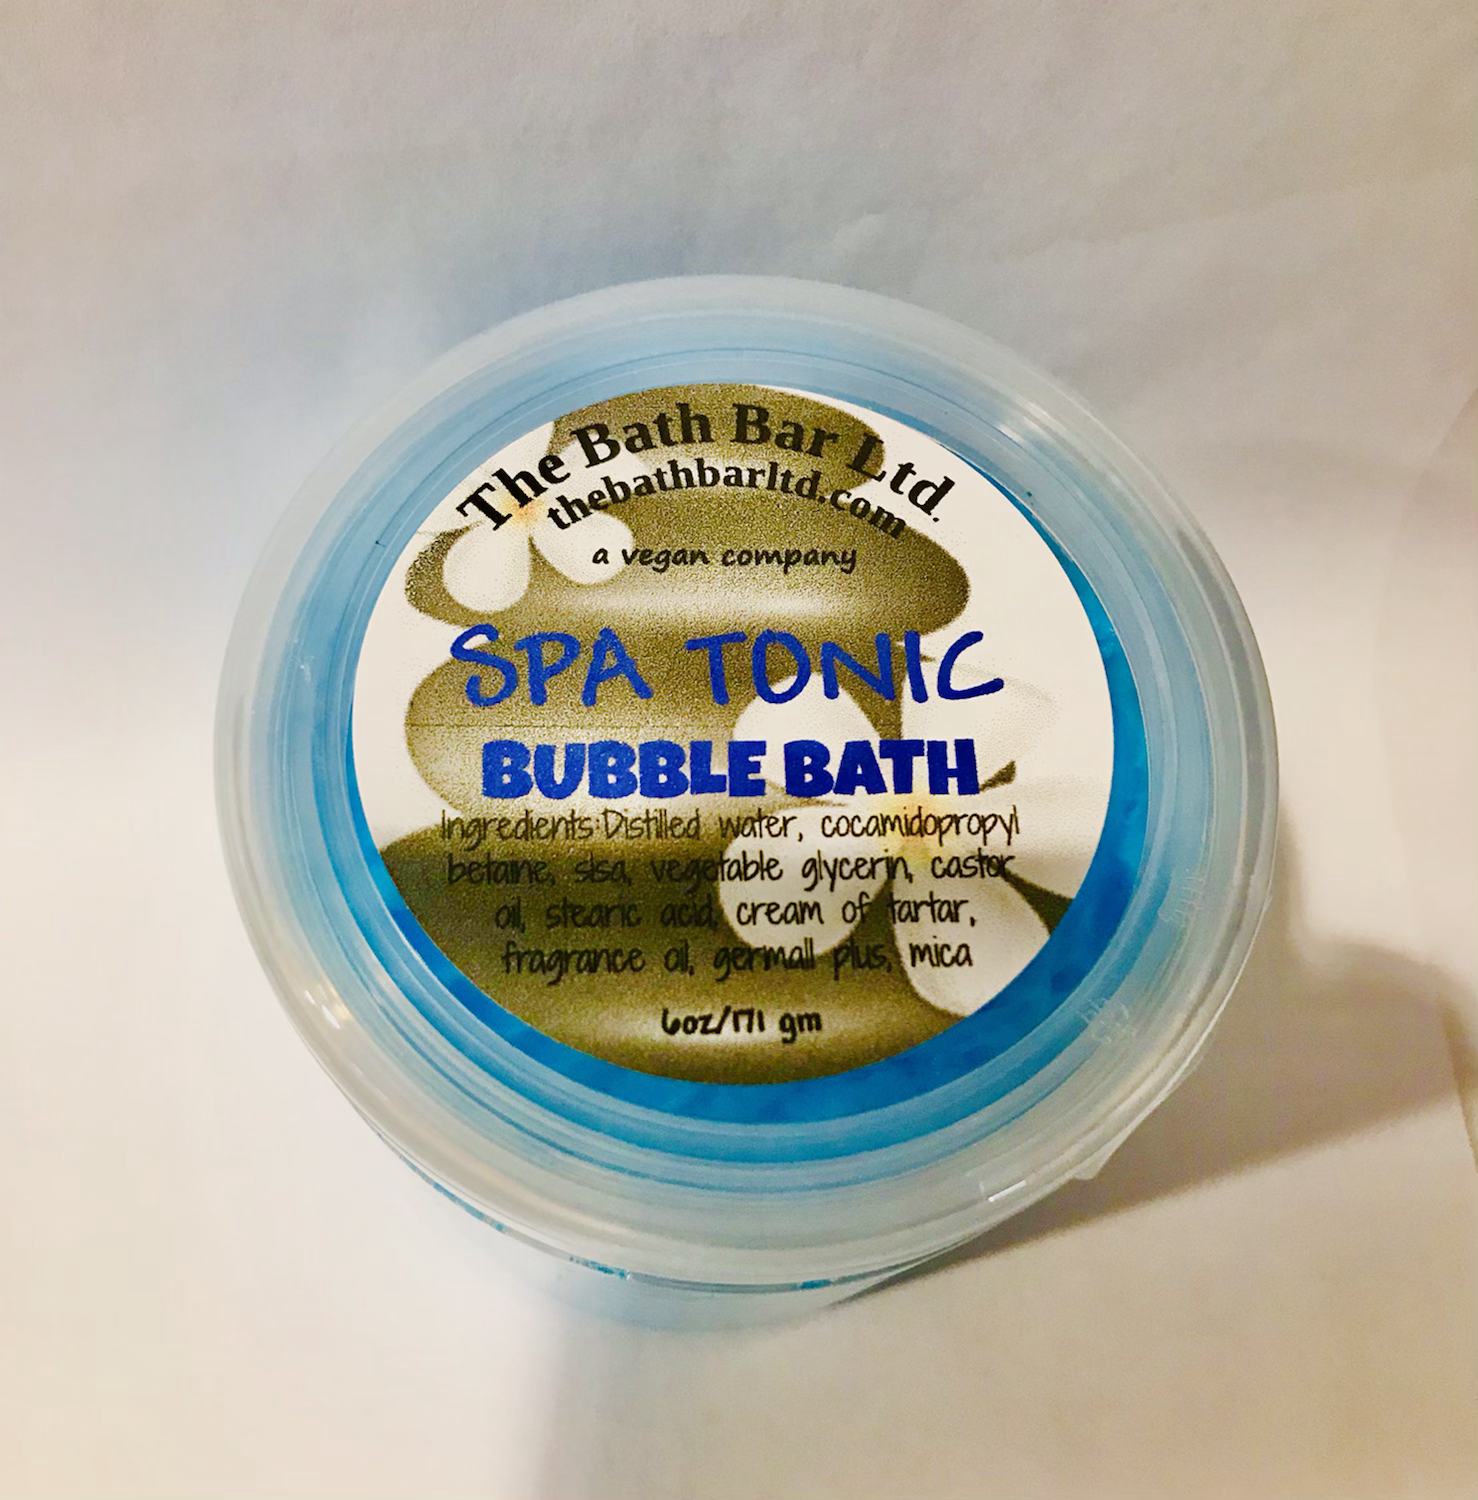 The Bath Bar Ltd.
thebathbarltd.com
a vegan company
SPA TONIC
BUBBLE BATH
Ingredients:Distilled water, cocamidopropyl
betaine, slsa, vegetable glycerin, castor
oil, stearic acid, cream of tartar,
fragrance oil, germall plus, mica
6oz/171 gm